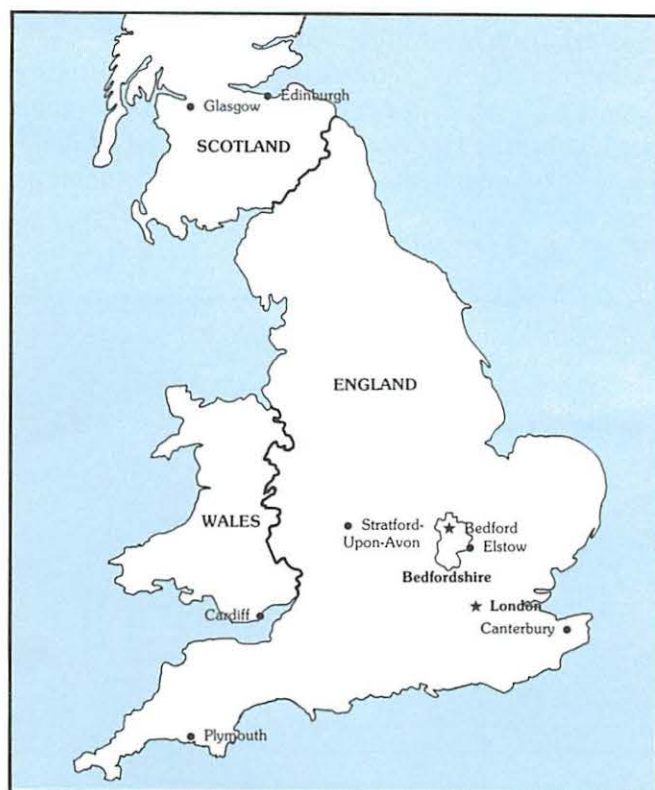 Glasgow
Edinburgh
SCOTLAND
ENGLAND
WALES
Stratford-
Upon-Avon
Bedford
Elstow
Bedfordshire
London
Cardiff
Canterbury
Plymouth